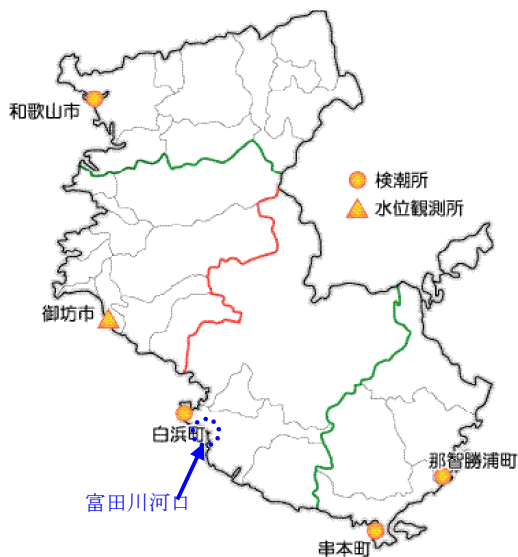 和歌山市
検潮所
水位観測所
御坊市
白浜町
那智勝浦町
富田川河口
串本町